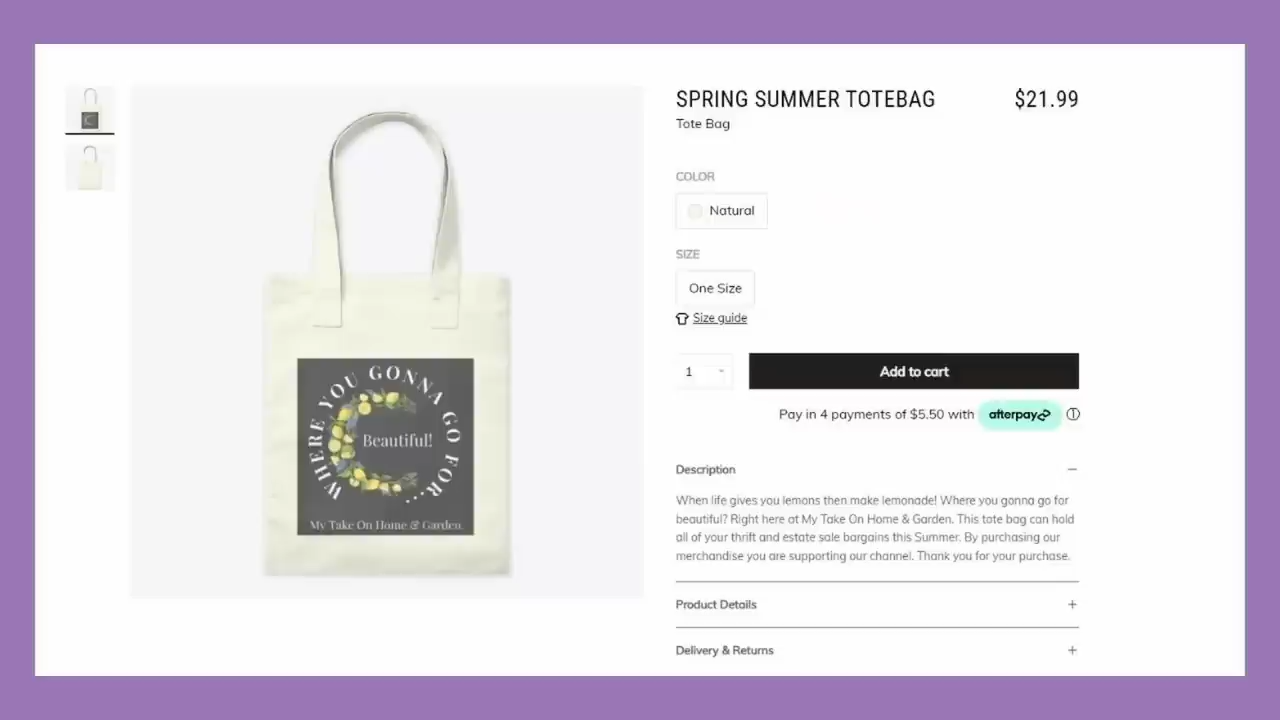 SPRING SUMMER TOTEBAG $21.99
Tote Bag
COLOR
Natural
SIZE
One Size
Size guide
1
Add to cart
Pay in 4 payments of $5.50 with afterpay
Description
When life gives you lemons then make lemonade! Where you gonna go for
beautiful? Right here at My Take On Home & Garden. This tote bag can hold
all of your thrift and estate sale bargains this Summer. By purchasing our
merchandise you are supporting our channel. Thank you for your purchase.
Product Details
Delivery & Returns
WHERE YOU GONNA GO FOR...
Beautiful!
My Take On Home & Garden.